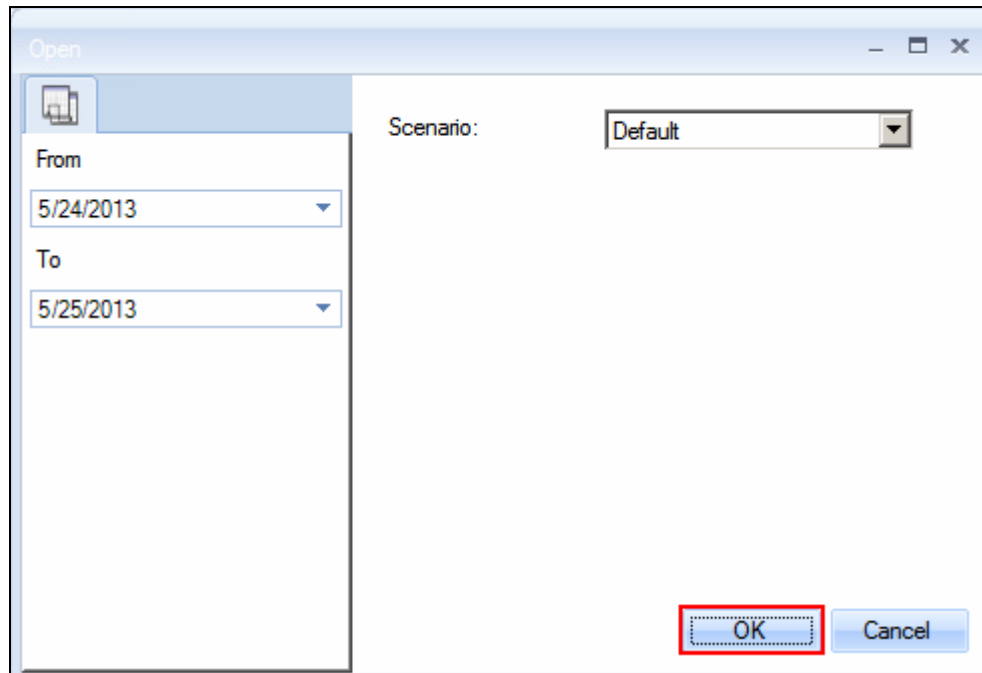 Open
From
5/24/2013
To
5/25/2013
Scenario:
Default
OK
Cancel